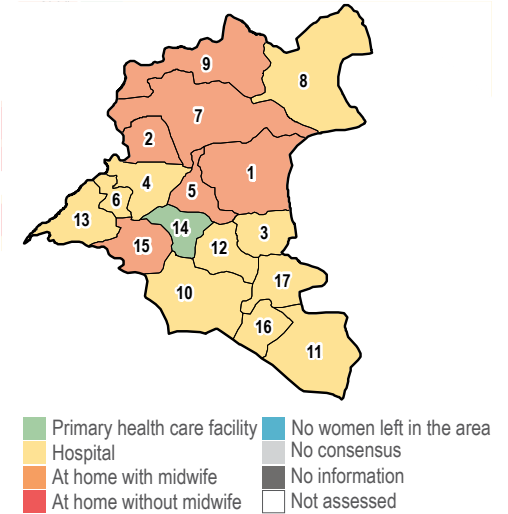 9
8
7
2
1
4
5
6
13
14
3
15
12
17
10
16
11
Primary health care facility
Hospital
At home with midwife
At home without midwife
No women left in the area
No consensus
No information
Not assessed